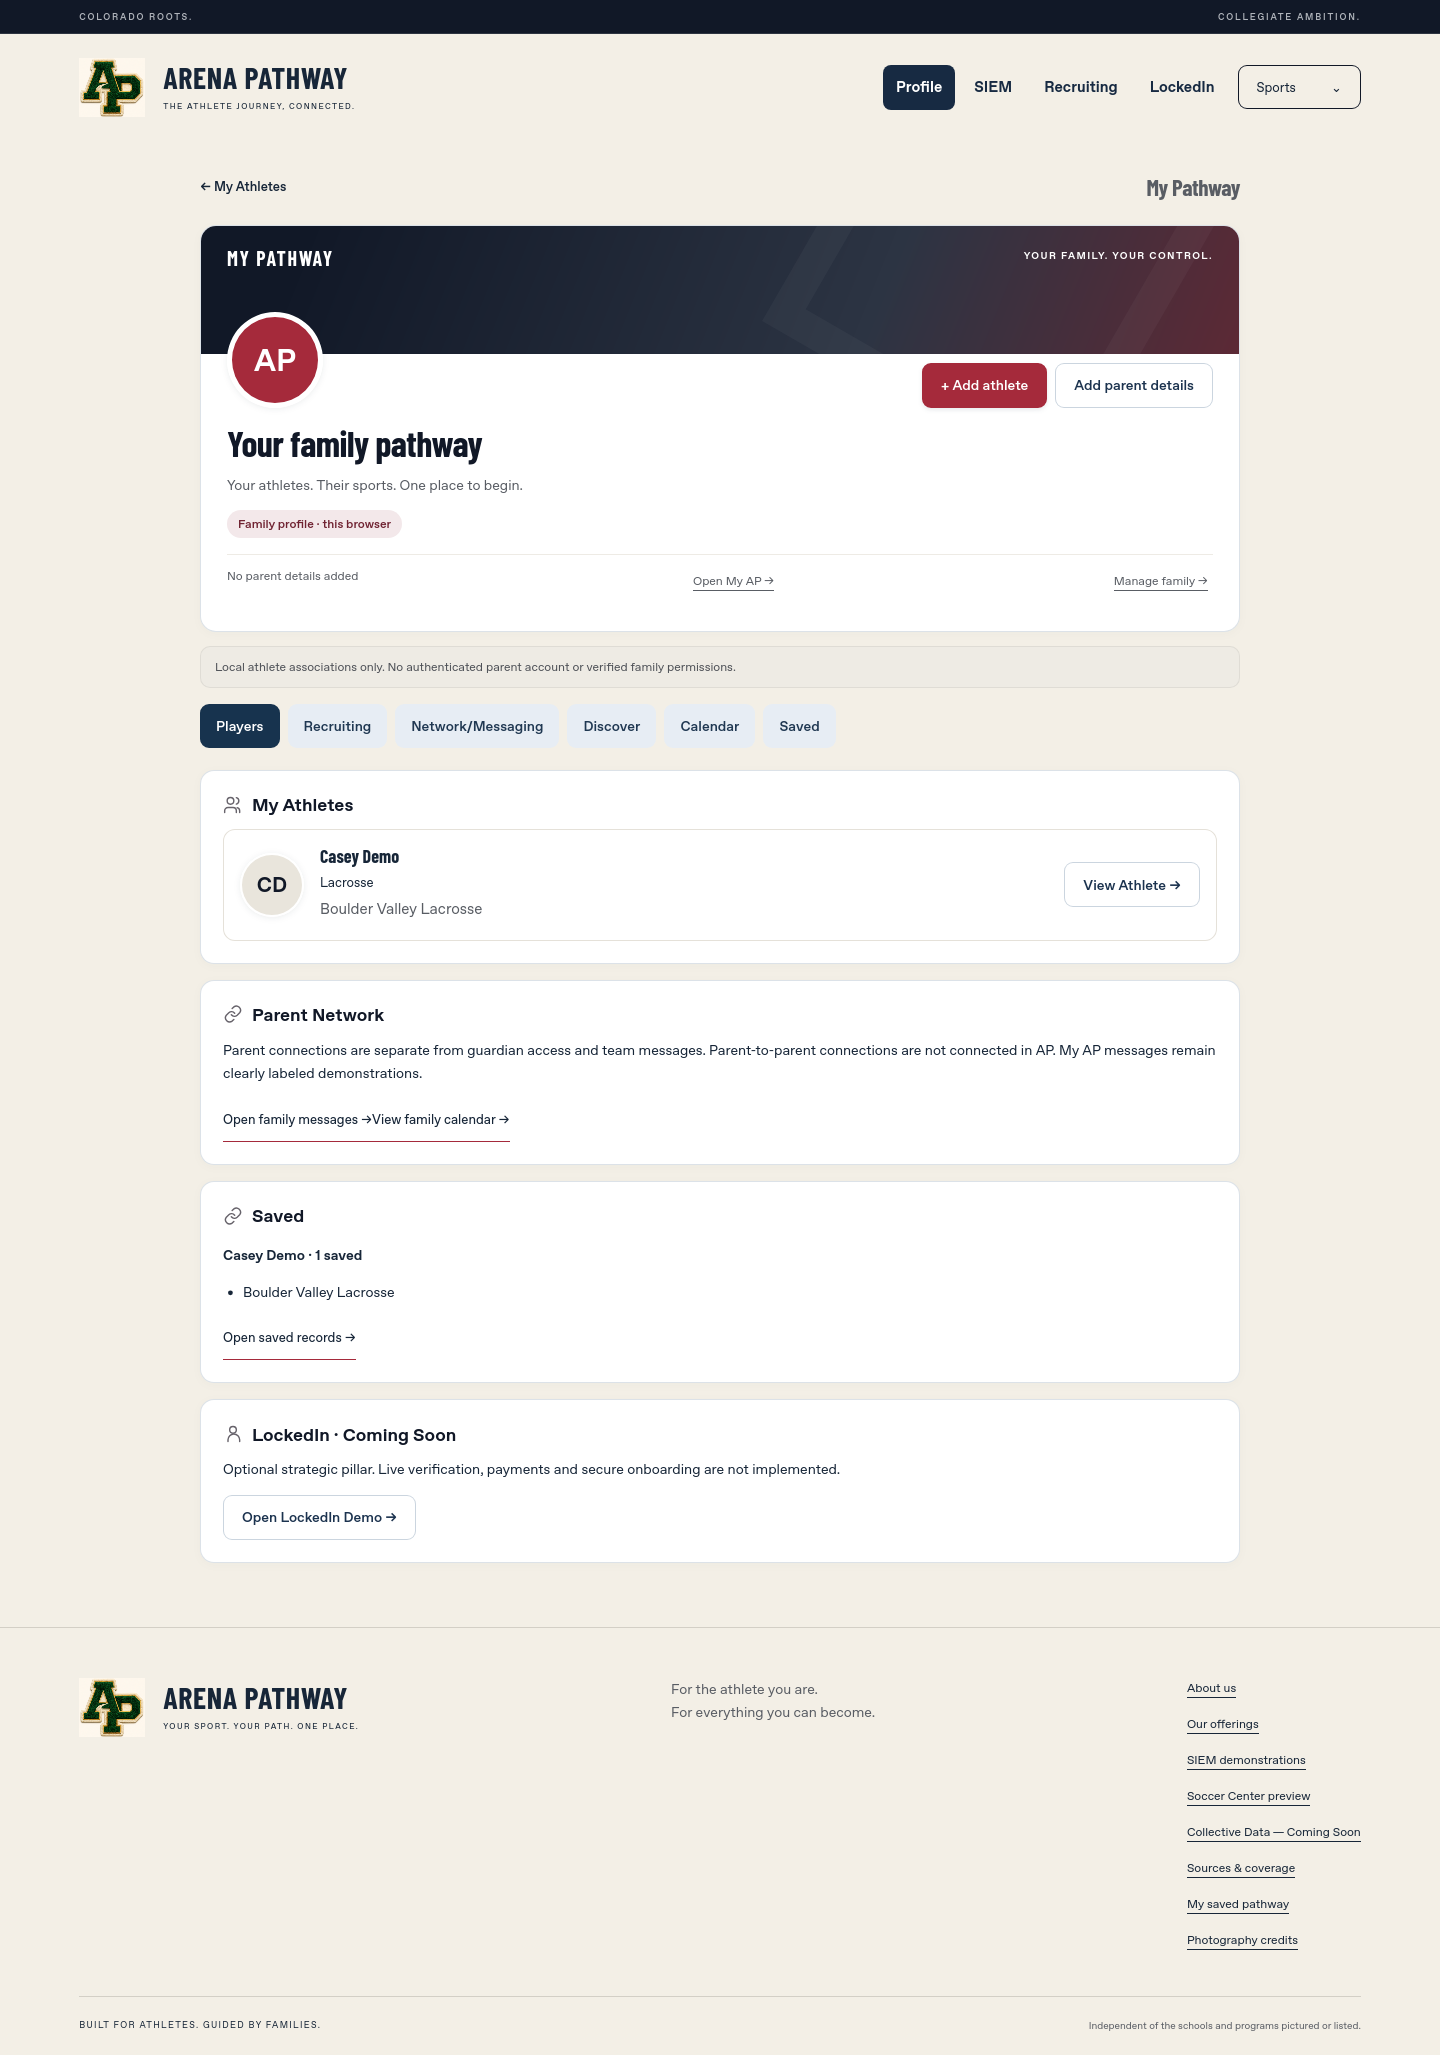 COLORADO ROOTS.
COLLEGIATE AMBITION.
AP
ARENA PATHWAY
THE ATHLETE JOURNEY, CONNECTED.
Profile
SIEM
Recruiting
LockedIn
Sports
← My Athletes
My Pathway
MY PATHWAY
YOUR FAMILY. YOUR CONTROL.
AP
+ Add athlete
Add parent details
Your family pathway
Your athletes. Their sports. One place to begin.
Family profile · this browser
No parent details added
Open My AP →
Manage family →
Local athlete associations only. No authenticated parent account or verified family permissions.
Players
Recruiting
Network/Messaging
Discover
Calendar
Saved
My Athletes
CD
Casey Demo
Lacrosse
Boulder Valley Lacrosse
View Athlete →
Parent Network
Parent connections are separate from guardian access and team messages. Parent-to-parent connections are not connected in AP. My AP messages remain
clearly labeled demonstrations.
Open family messages →View family calendar →
Saved
Casey Demo · 1 saved
• Boulder Valley Lacrosse
Open saved records →
LockedIn · Coming Soon
Optional strategic pillar. Live verification, payments and secure onboarding are not implemented.
Open LockedIn Demo →
AP
ARENA PATHWAY
YOUR SPORT. YOUR PATH. ONE PLACE.
For the athlete you are.
For everything you can become.
About us
Our offerings
SIEM demonstrations
Soccer Center preview
Collective Data — Coming Soon
Sources & coverage
My saved pathway
Photography credits
BUILT FOR ATHLETES. GUIDED BY FAMILIES.
Independent of the schools and programs pictured or listed.